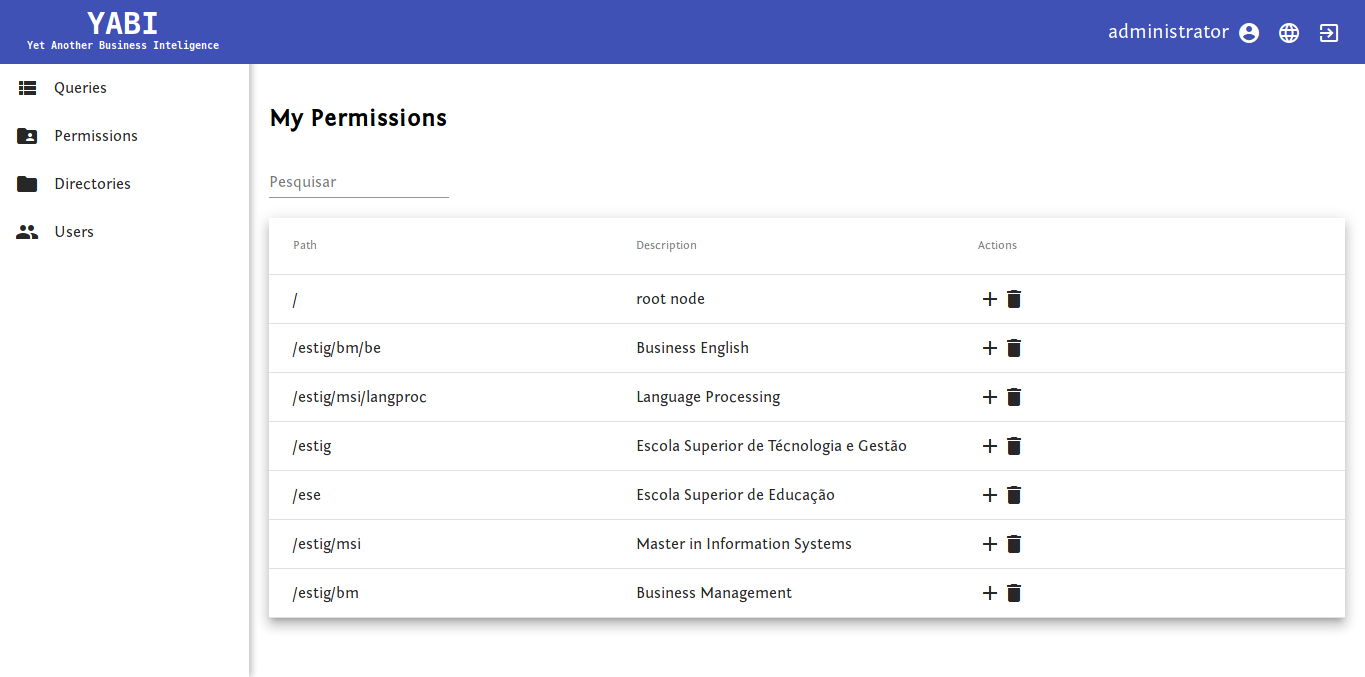 YABI
Yet Another Business Inteligence
administrator
Queries
Permissions
Directories
Users
My Permissions
Pesquisar
Path Description Actions
/ root node
/estig/bm/be Business English
/estig/msi/langproc Language Processing
/estig Escola Superior de Técnologia e Gestão
/ese Escola Superior de Educação
/estig/msi Master in Information Systems
/estig/bm Business Management